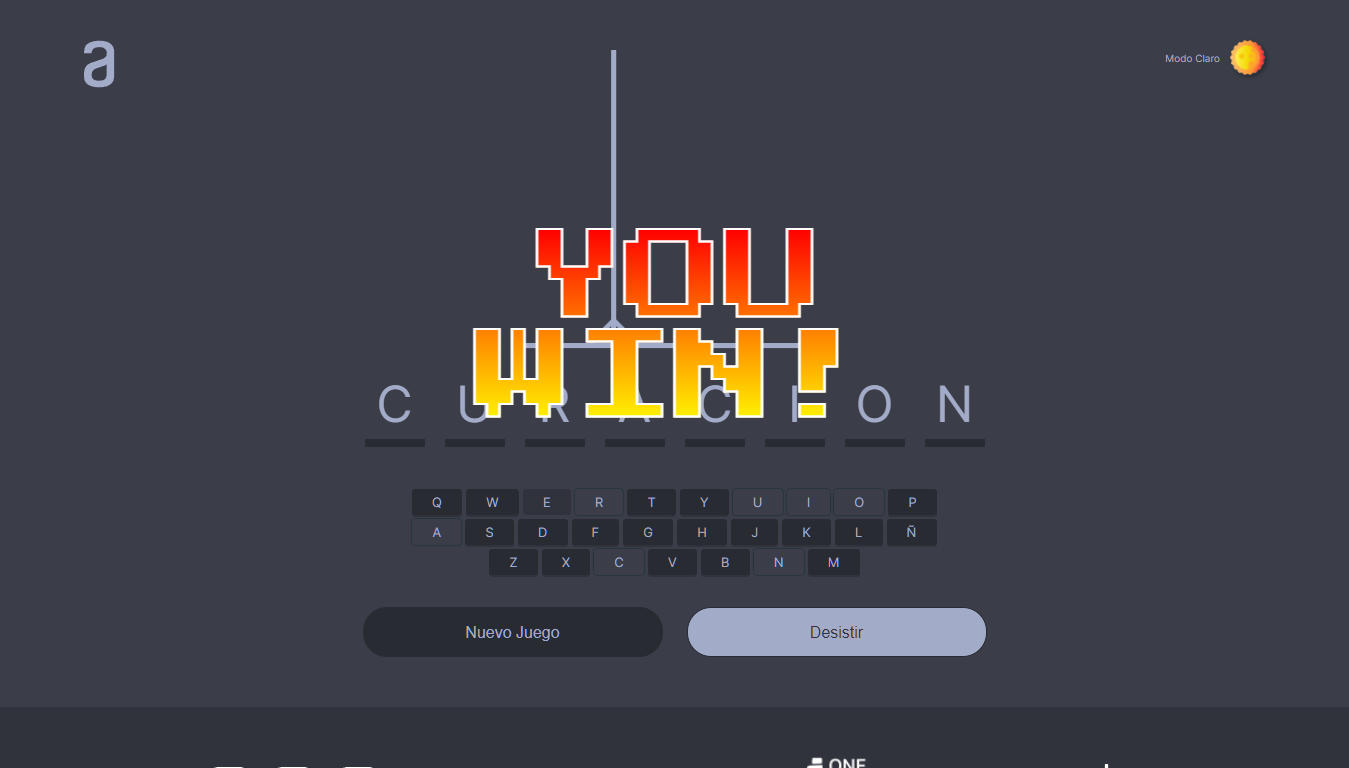 a
Modo Claro
YOU
WIN!
C U R A C I O N
Q W E R T Y U I O P
A S D F G H J K L Ñ
Z X C V B N M
Nuevo Juego
Desistir
ONE